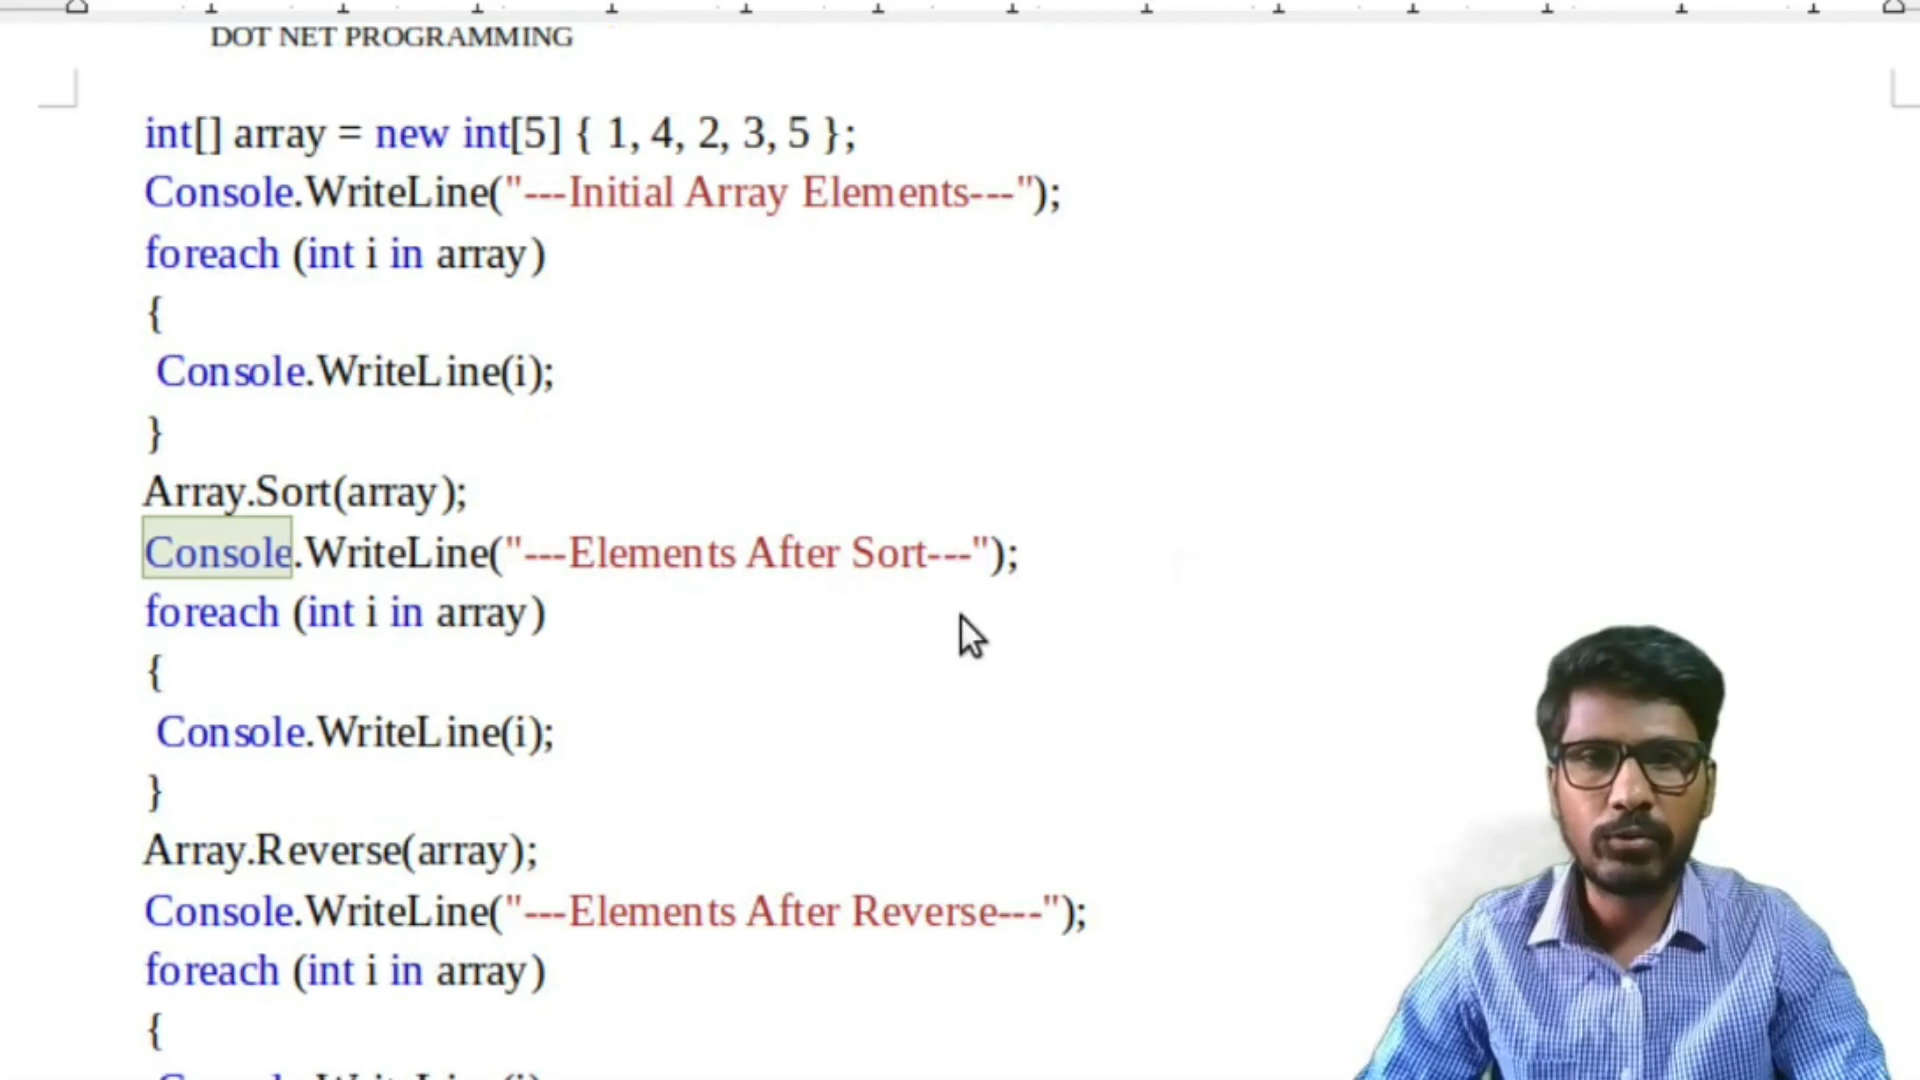 DOT NET PROGRAMMING
int[] array = new int[5] { 1, 4, 2, 3, 5 };
Console.WriteLine("---Initial Array Elements---");
foreach (int i in array)
{
Console.WriteLine(i);
}
Array.Sort(array);
Console.WriteLine("---Elements After Sort---");
foreach (int i in array)
{
Console.WriteLine(i);
}
Array.Reverse(array);
Console.WriteLine("---Elements After Reverse---");
foreach (int i in array)
{